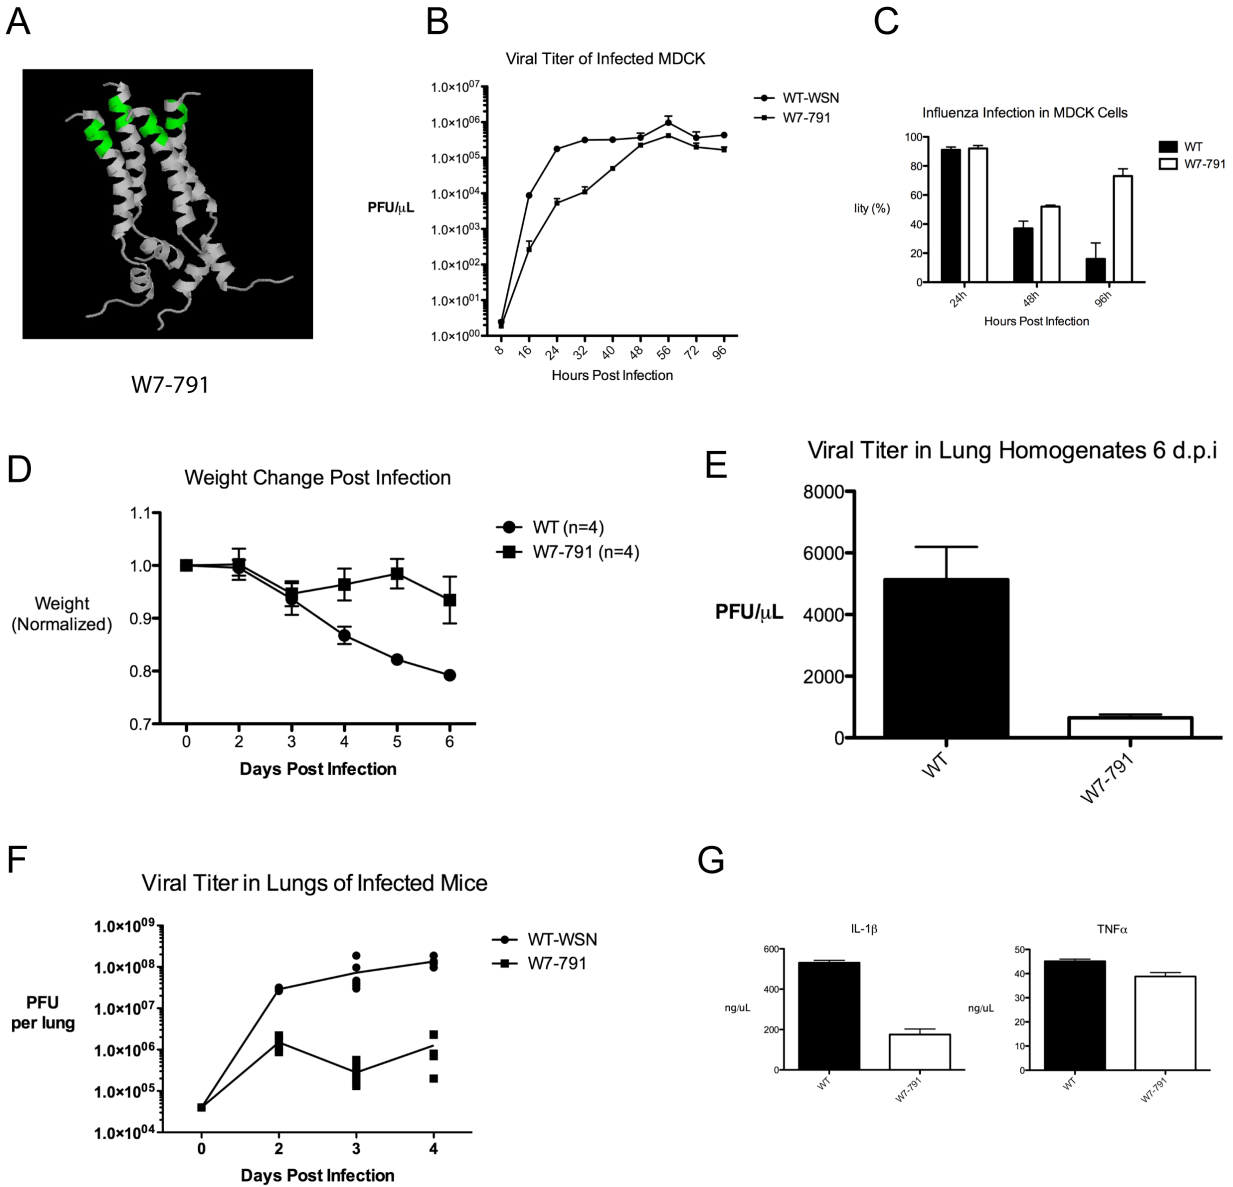 A
W7-791
B
Viral Titer of Infected MDCK
WT-WSN
W7-791
1.0×10⁰⁷
1.0×10⁰⁶
1.0×10⁰⁵
1.0×10⁰⁴
1.0×10⁰³
1.0×10⁰²
1.0×10⁰¹
1.0×10⁰⁰
PFU/μL
8 16 24 32 40 48 56 72 96
Hours Post Infection
C
Influenza Infection in MDCK Cells
WT
W7-791
100
80
60
40
20
0
lity (%)
24h 48h 96h
Hours Post Infection
D
Weight Change Post Infection
WT (n=4)
W7-791 (n=4)
1.1
1.0
0.9
0.8
0.7
Weight
(Normalized)
0 2 3 4 5 6
Days Post Infection
E
Viral Titer in Lung Homogenates 6 d.p.i
8000
6000
4000
2000
0
PFU/μL
WT W7-791
F
Viral Titer in Lungs of Infected Mice
WT-WSN
W7-791
1.0×10⁰⁹
1.0×10⁰⁸
1.0×10⁰⁷
1.0×10⁰⁶
1.0×10⁰⁵
1.0×10⁰⁴
PFU
per lung
0 2 3 4
Days Post Infection
G
IL-1β
600
400
200
0
ng/uL
WT W7-791
TNFα
50
40
30
20
10
0
ng/uL
WT W7-791